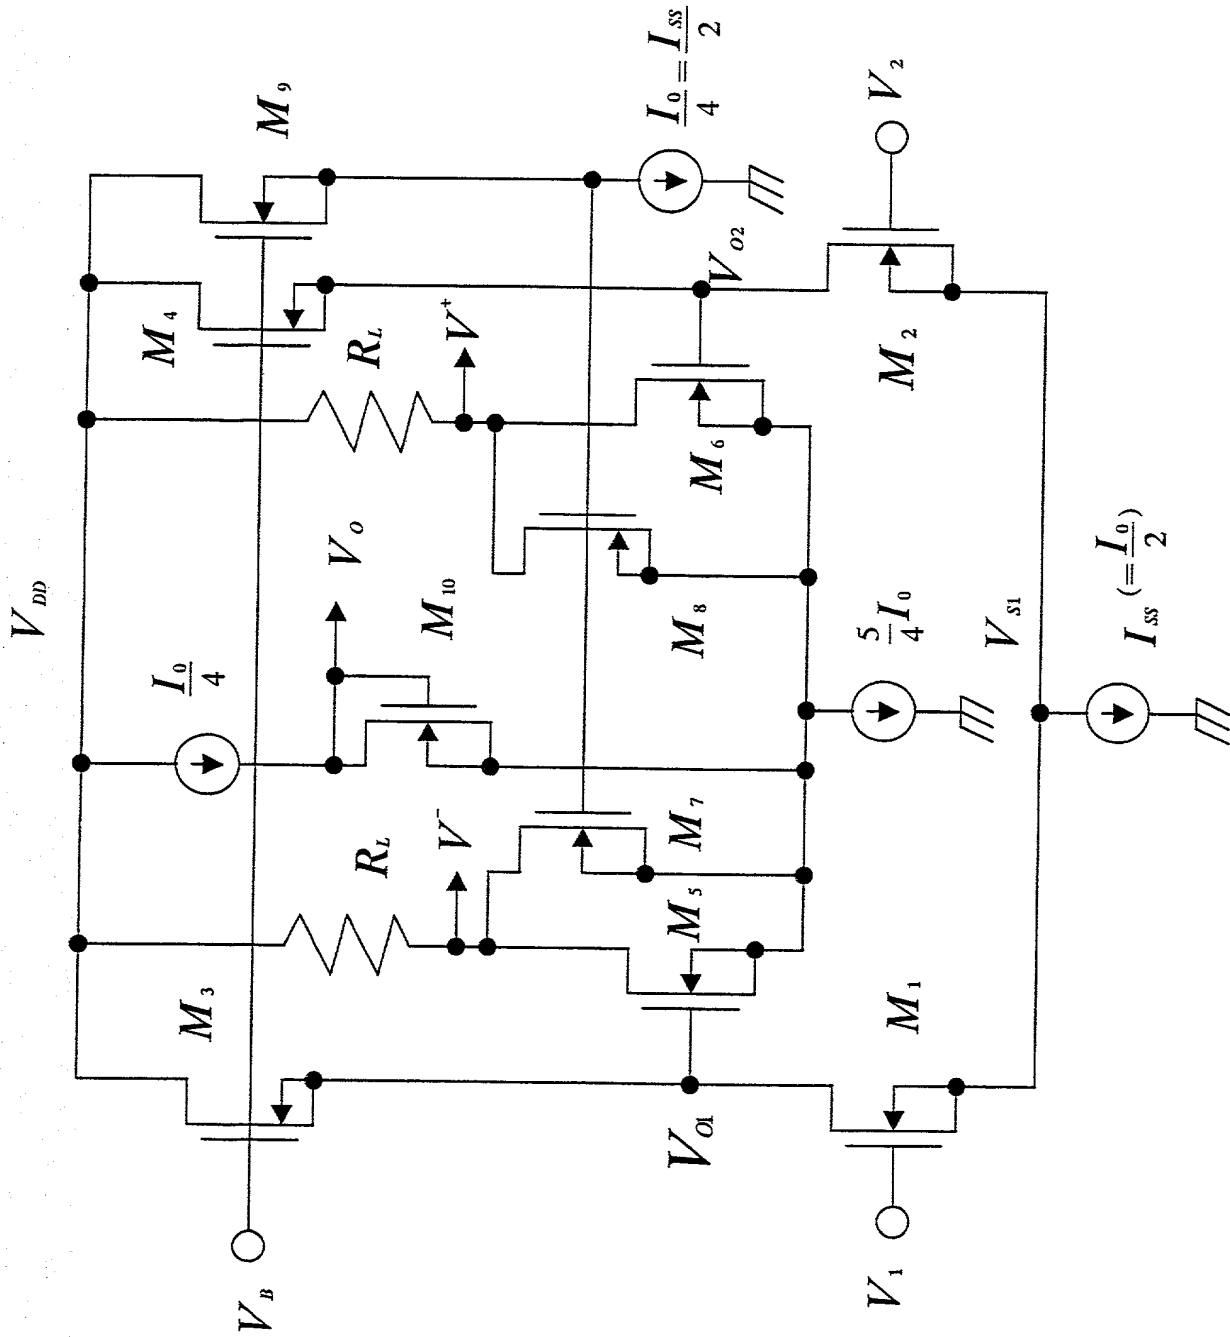 V_DD
M_3
R_L
V^-
I_0/4
V_o
M_10
R_L
V^+
M_4
M_9
V_B
M_5
M_7
M_8
M_6
V_O1
V_o2
I_0/4 = I_ss/2
5/4 I_0
M_1
M_2
V_1
V_2
V_s1
I_ss (= I_0/2)